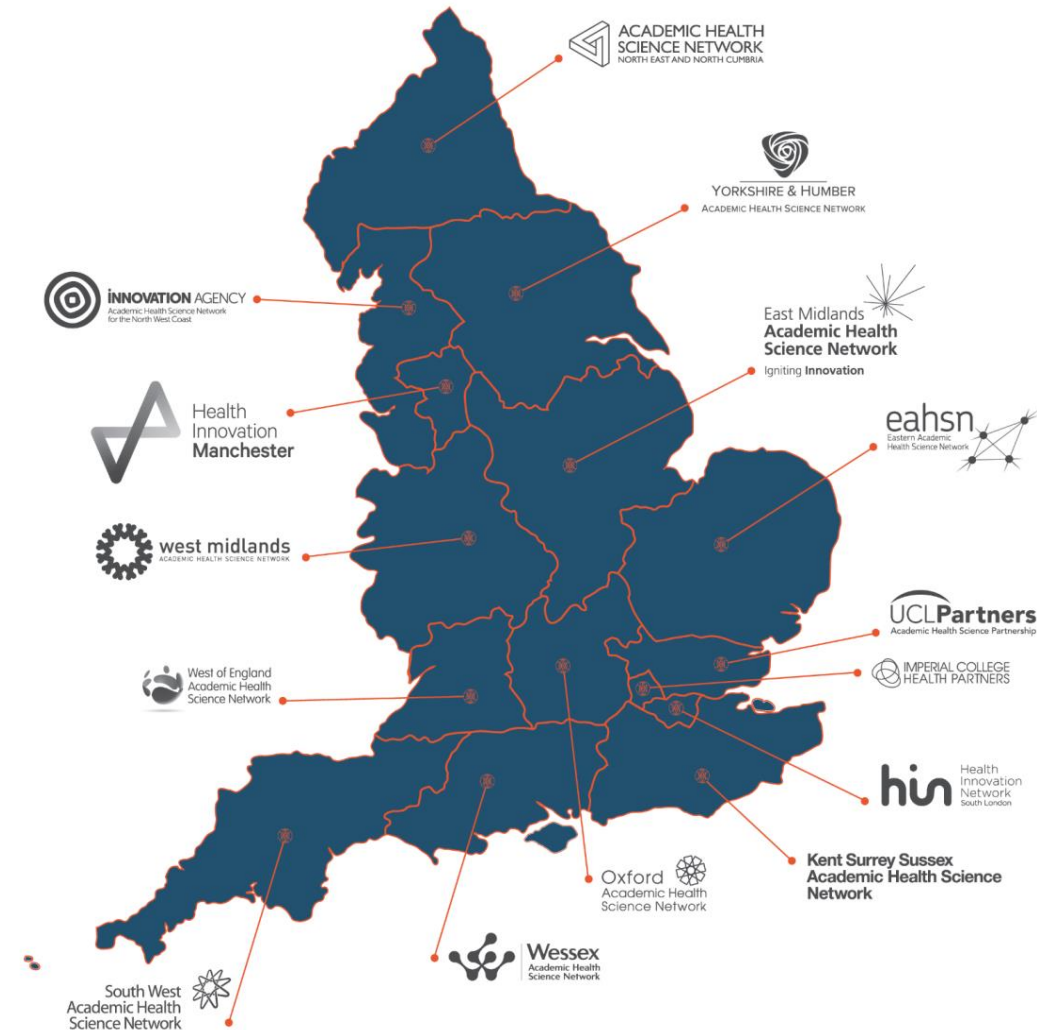 ACADEMIC HEALTH
SCIENCE NETWORK
NORTH EAST AND NORTH CUMBRIA
YORKSHIRE & HUMBER
ACADEMIC HEALTH SCIENCE NETWORK
iNNOVATION AGENCY
Academic Health Science Network
for the North West Coast
East Midlands
Academic Health
Science Network
Igniting Innovation
Health
Innovation
Manchester
eahsn
Eastern Academic
Health Science Network
west midlands
ACADEMIC HEALTH SCIENCE NETWORK
UCLPartners
Academic Health Science Partnership
West of England
Academic Health
Science Network
IMPERIAL COLLEGE
HEALTH PARTNERS
hin
Health
Innovation
Network
South London
Kent Surrey Sussex
Academic Health Science
Network
Oxford
Academic Health
Science Network
Wessex
Academic Health
Science Network
South West
Academic Health
Science Network